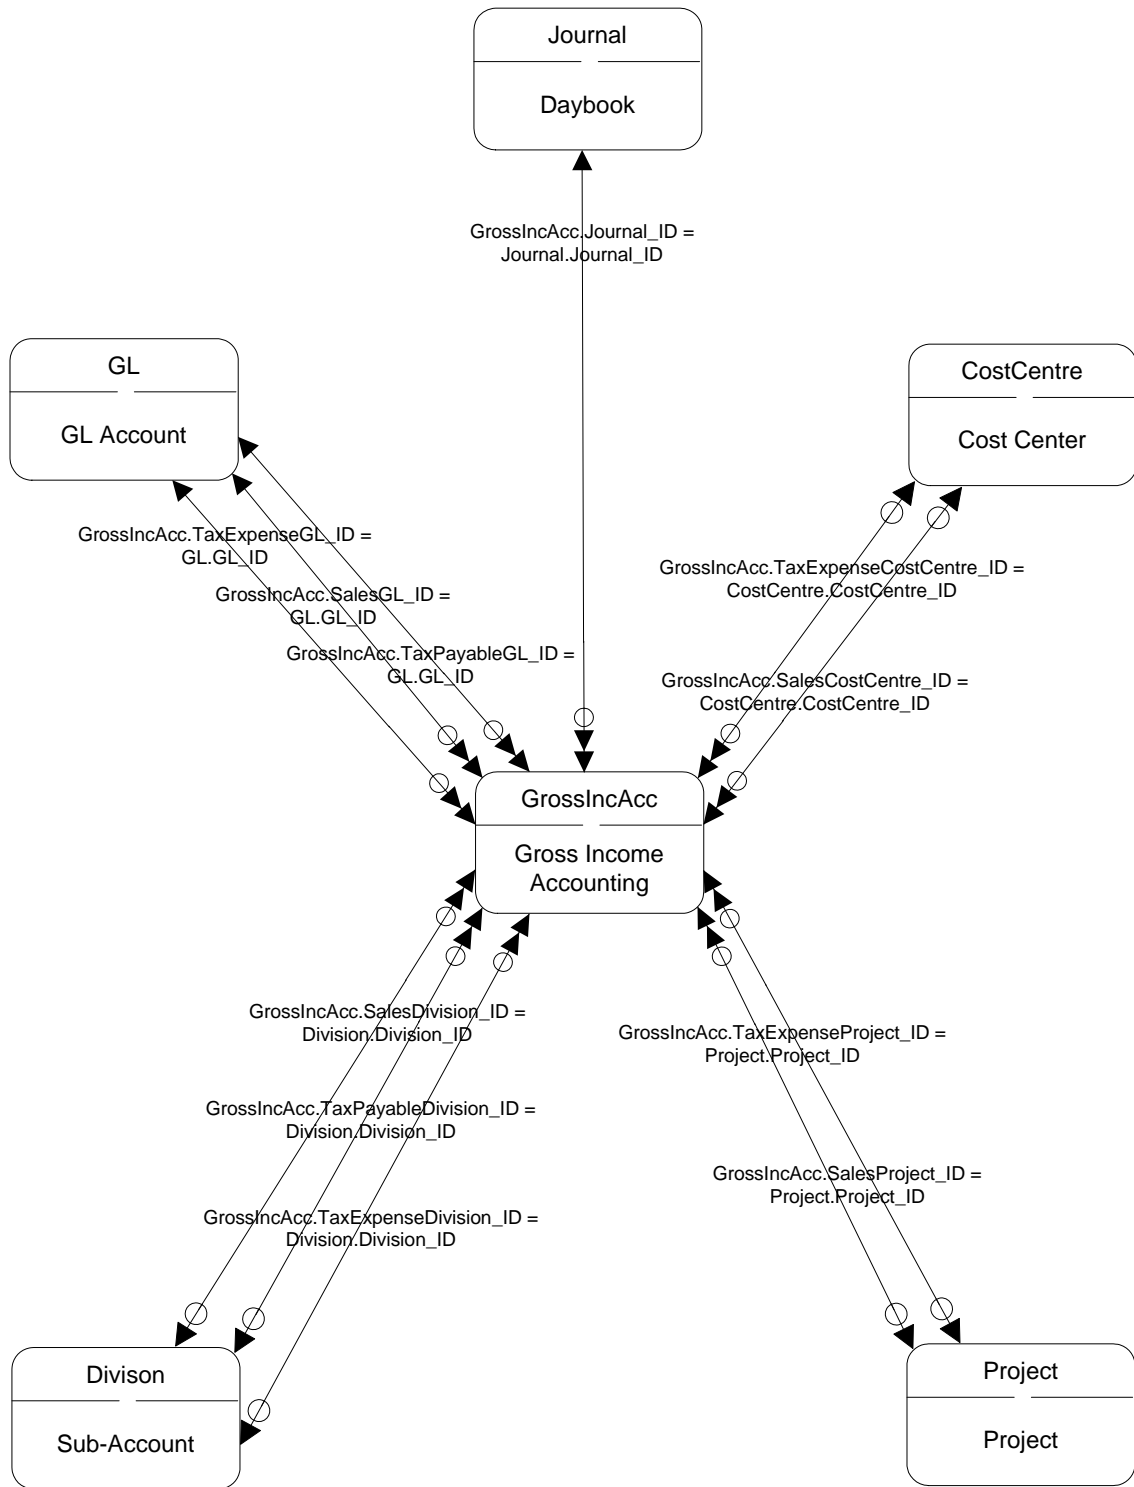 Journal
Daybook
GrossIncAcc.Journal_ID =
Journal.Journal_ID
GL
GL Account
CostCentre
Cost Center
GrossIncAcc.TaxExpenseGL_ID =
GL.GL_ID
GrossIncAcc.SalesGL_ID =
GL.GL_ID
GrossIncAcc.TaxPayableGL_ID =
GL.GL_ID
GrossIncAcc.TaxExpenseCostCentre_ID =
CostCentre.CostCentre_ID
GrossIncAcc.SalesCostCentre_ID =
CostCentre.CostCentre_ID
GrossIncAcc
Gross Income
Accounting
GrossIncAcc.SalesDivision_ID =
Division.Division_ID
GrossIncAcc.TaxPayableDivision_ID =
Division.Division_ID
GrossIncAcc.TaxExpenseDivision_ID =
Division.Division_ID
GrossIncAcc.TaxExpenseProject_ID =
Project.Project_ID
GrossIncAcc.SalesProject_ID =
Project.Project_ID
Divison
Sub-Account
Project
Project